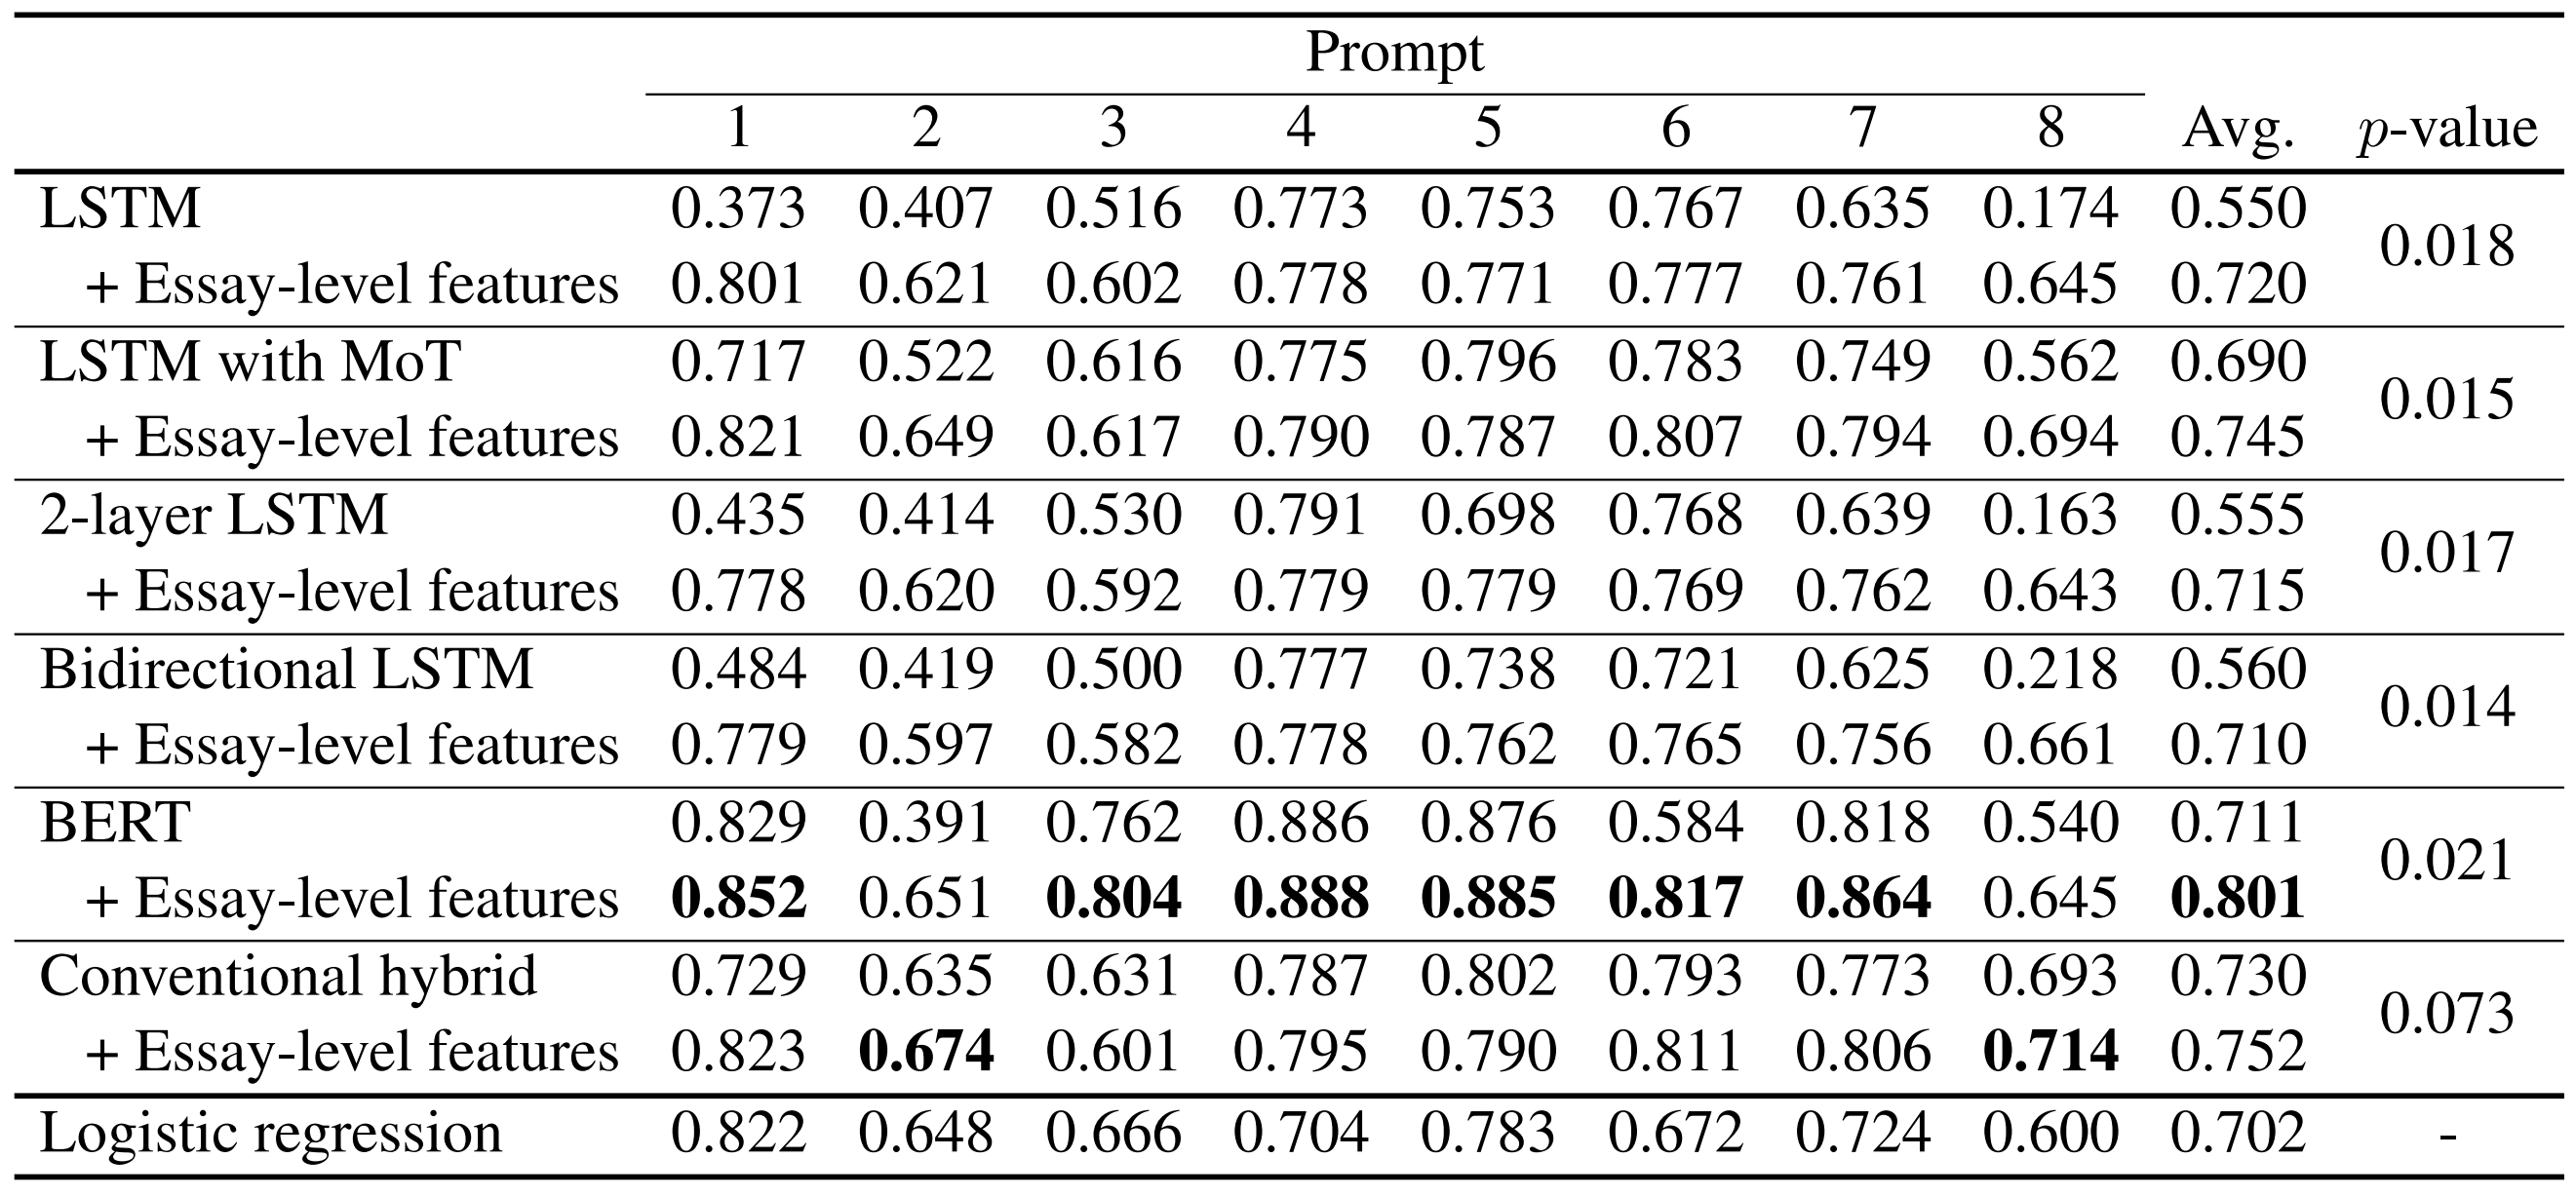 Prompt
1 2 3 4 5 6 7 8 Avg. p-value
LSTM 0.373 0.407 0.516 0.773 0.753 0.767 0.635 0.174 0.550
0.018
+ Essay-level features 0.801 0.621 0.602 0.778 0.771 0.777 0.761 0.645 0.720
LSTM with MoT 0.717 0.522 0.616 0.775 0.796 0.783 0.749 0.562 0.690
0.015
+ Essay-level features 0.821 0.649 0.617 0.790 0.787 0.807 0.794 0.694 0.745
2-layer LSTM 0.435 0.414 0.530 0.791 0.698 0.768 0.639 0.163 0.555
0.017
+ Essay-level features 0.778 0.620 0.592 0.779 0.779 0.769 0.762 0.643 0.715
Bidirectional LSTM 0.484 0.419 0.500 0.777 0.738 0.721 0.625 0.218 0.560
0.014
+ Essay-level features 0.779 0.597 0.582 0.778 0.762 0.765 0.756 0.661 0.710
BERT 0.829 0.391 0.762 0.886 0.876 0.584 0.818 0.540 0.711
0.021
+ Essay-level features 0.852 0.651 0.804 0.888 0.885 0.817 0.864 0.645 0.801
Conventional hybrid 0.729 0.635 0.631 0.787 0.802 0.793 0.773 0.693 0.730
0.073
+ Essay-level features 0.823 0.674 0.601 0.795 0.790 0.811 0.806 0.714 0.752
Logistic regression 0.822 0.648 0.666 0.704 0.783 0.672 0.724 0.600 0.702 -